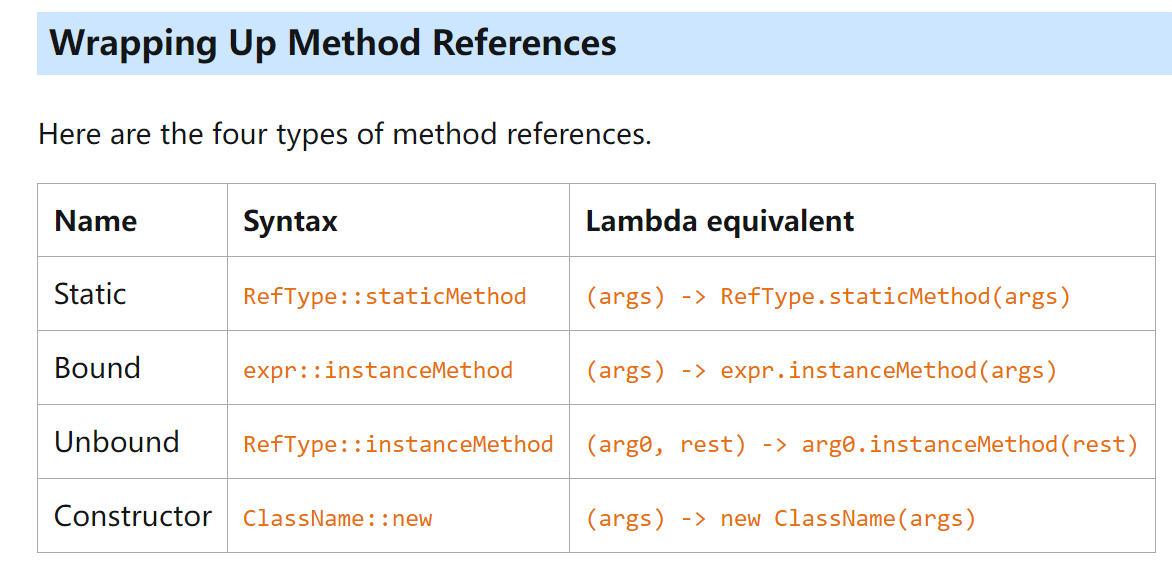 Wrapping Up Method References
Here are the four types of method references.
Name Syntax Lambda equivalent
Static RefType::staticMethod (args) -> RefType.staticMethod(args)
Bound expr::instanceMethod (args) -> expr.instanceMethod(args)
Unbound RefType::instanceMethod (arg0, rest) -> arg0.instanceMethod(rest)
Constructor ClassName::new (args) -> new ClassName(args)